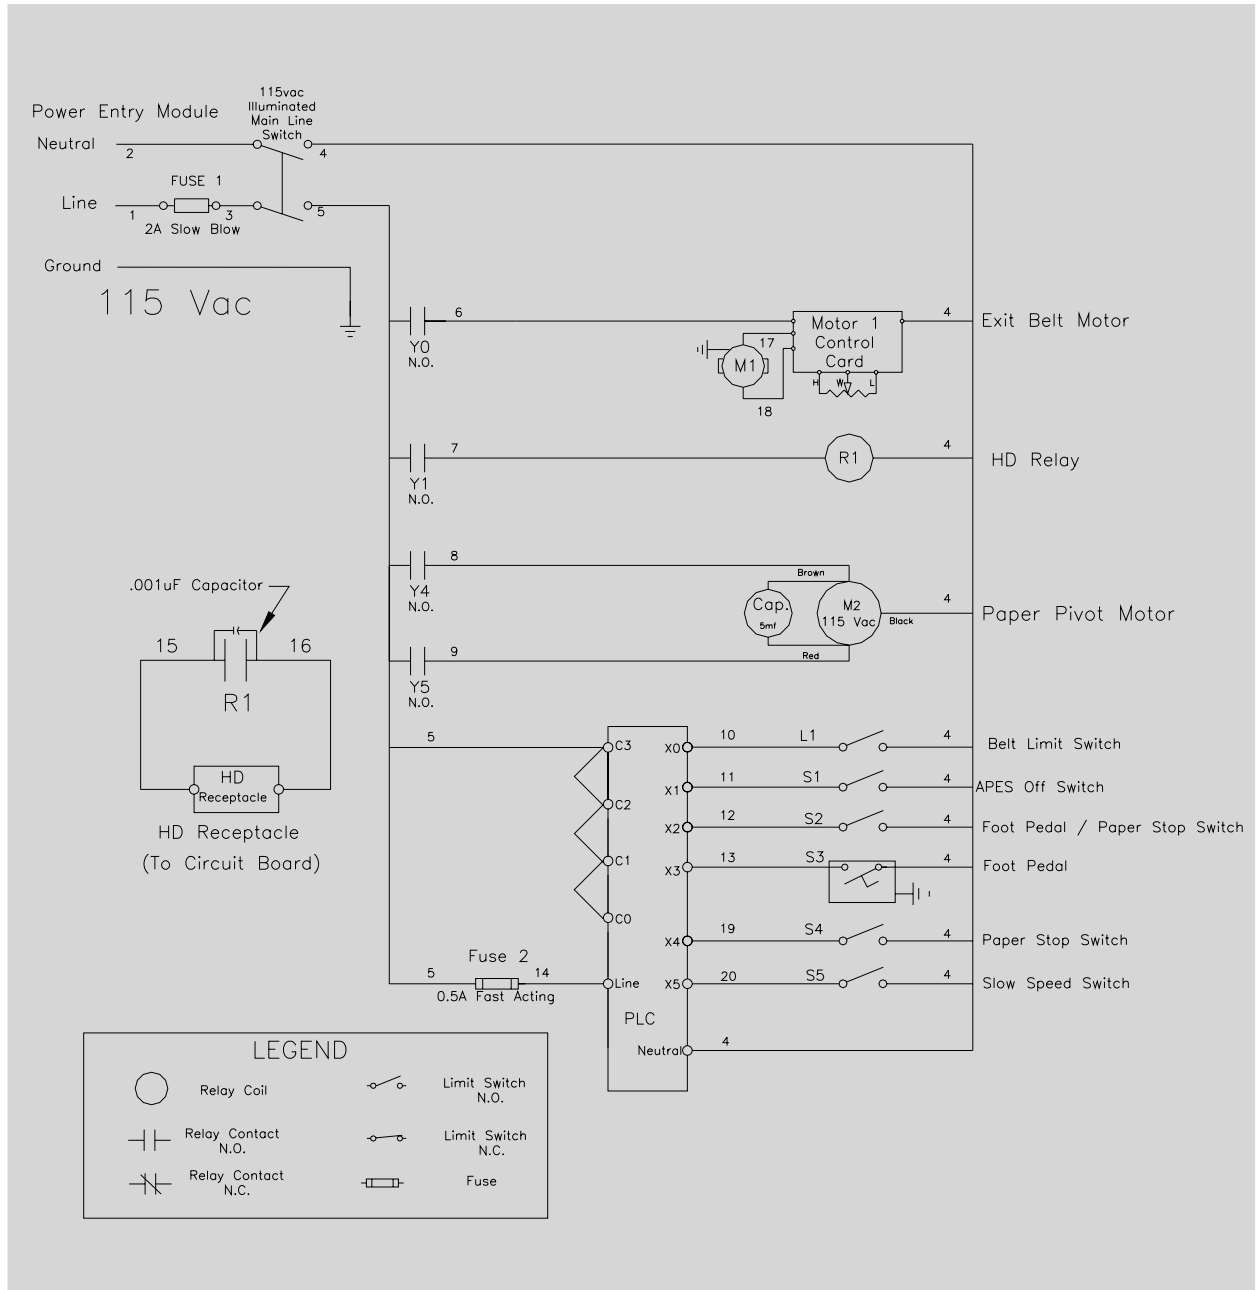 115vac
Illuminated
Main Line
Switch
Power Entry Module
Neutral
2
4
FUSE 1
Line
1
3
5
2A Slow Blow
Ground
115 Vac
6
Y0
N.O.
17
M1
18
Motor 1
Control
Card
H
W
L
4
Exit Belt Motor
7
Y1
N.O.
R1
4
HD Relay
8
Y4
N.O.
Brown
Cap.
5mf
M2
115 Vac
Black
4
Paper Pivot Motor
Red
9
Y5
N.O.
.001uF Capacitor
15
16
R1
HD
Receptacle
HD Receptacle
(To Circuit Board)
5
C3
X0
10
L1
4
Belt Limit Switch
X1
11
S1
4
APES Off Switch
C2
X2
12
S2
4
Foot Pedal / Paper Stop Switch
C1
X3
13
S3
4
Foot Pedal
C0
X4
19
S4
4
Paper Stop Switch
Fuse 2
5
14
0.5A Fast Acting
Line
X5
20
S5
4
Slow Speed Switch
PLC
Neutral
4
LEGEND
Relay Coil
Limit Switch
N.O.
Relay Contact
N.O.
Limit Switch
N.C.
Relay Contact
N.C.
Fuse